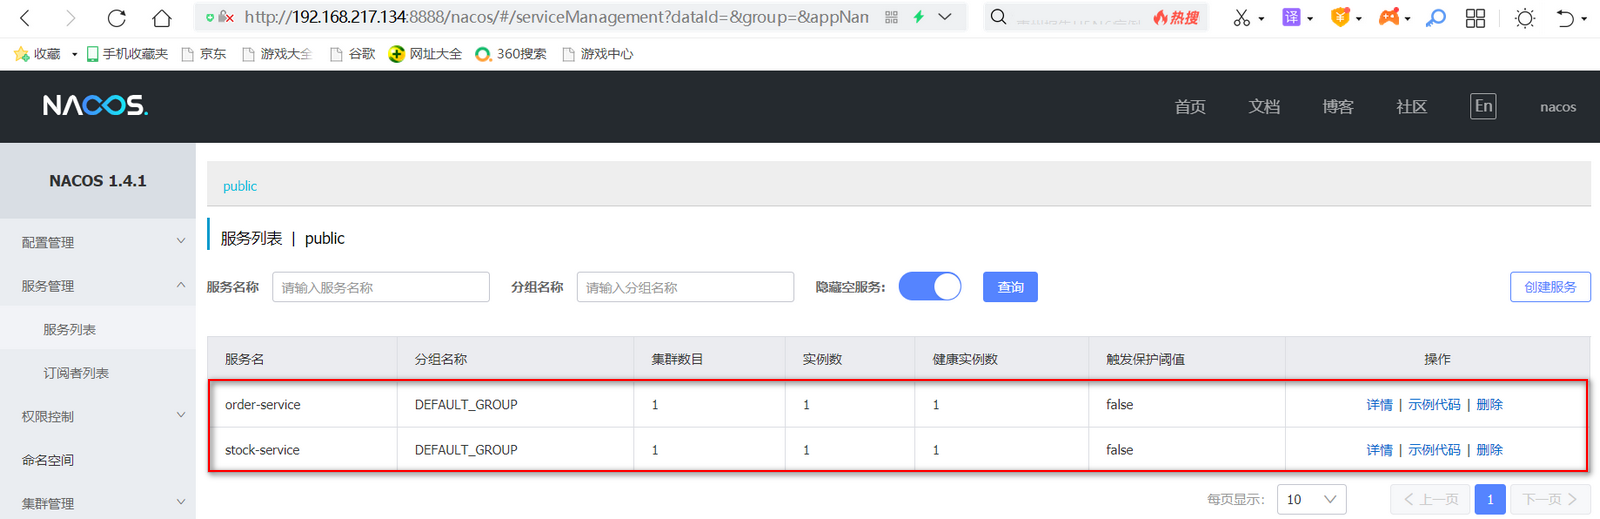 http://192.168.217.134:8888/nacos/#/serviceManagement?dataId=&group=&appNan
热搜
译
收藏 手机收藏夹 京东 游戏大全 谷歌 网址大全 360搜索 游戏中心
NACOS.
首页 文档 博客 社区 En nacos
NACOS 1.4.1
public
配置管理
服务列表 | public
服务管理
服务名称 请输入服务名称 分组名称 请输入分组名称 隐藏空服务: 查询 创建服务
服务列表
服务名 分组名称 集群数目 实例数 健康实例数 触发保护阈值 操作
订阅者列表
order-service DEFAULT_GROUP 1 1 1 false 详情 | 示例代码 | 删除
权限控制
stock-service DEFAULT_GROUP 1 1 1 false 详情 | 示例代码 | 删除
命名空间
集群管理
每页显示: 10 上一页 1 下一页